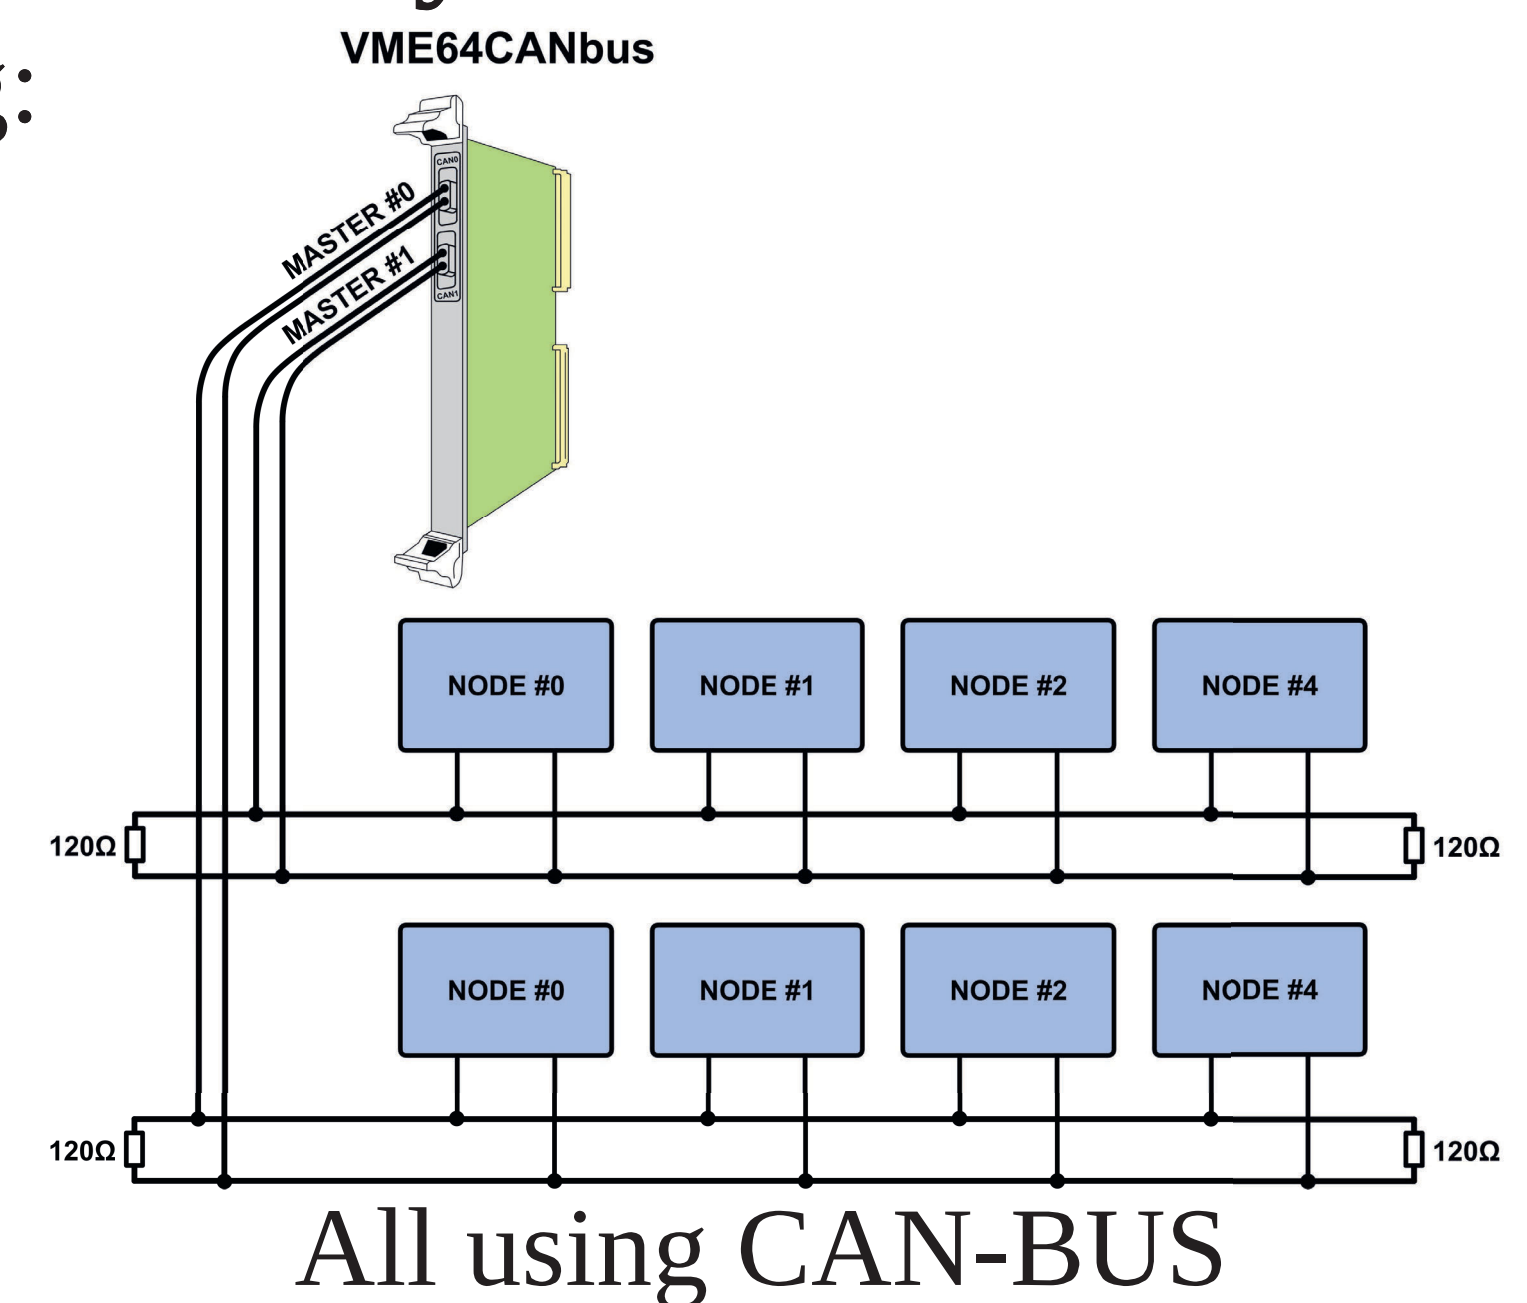 VME64CANbus
CAN0
MASTER #0
MASTER #1
CAN1
NODE #0 NODE #1 NODE #2 NODE #4
120Ω 120Ω
NODE #0 NODE #1 NODE #2 NODE #4
120Ω 120Ω
All using CAN-BUS